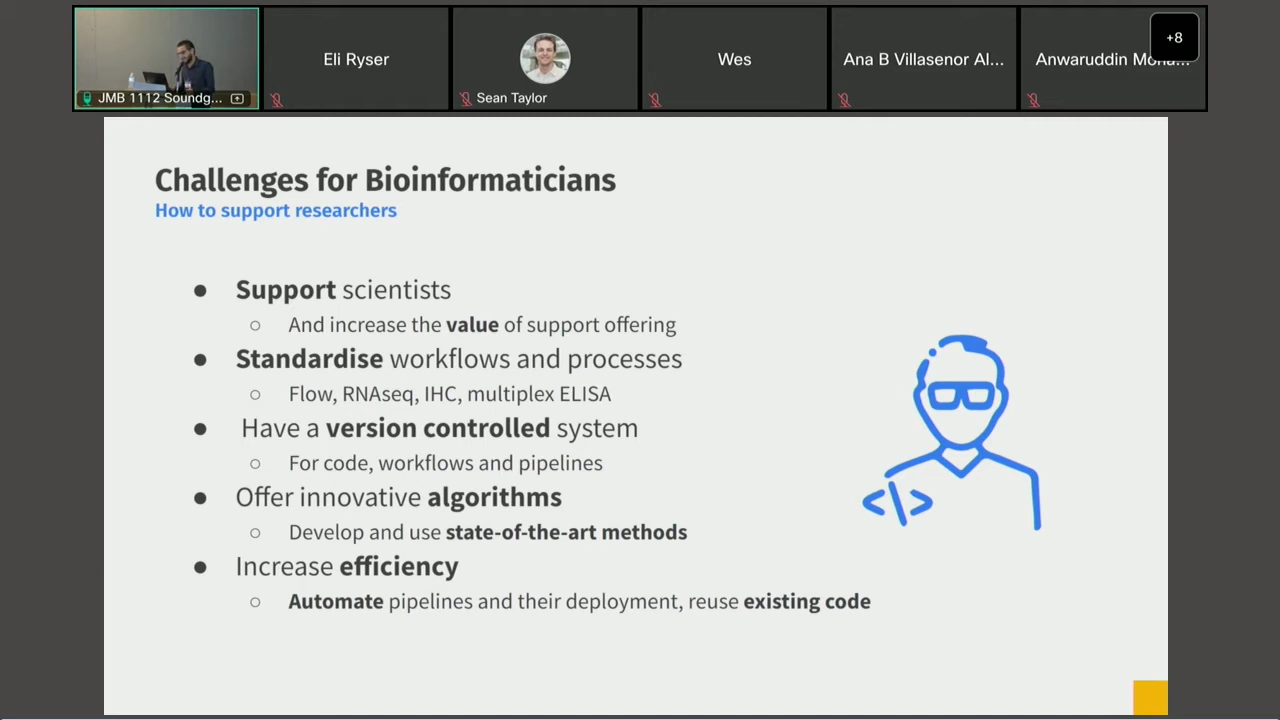 JMB 1112 Soundg...
Eli Ryser
Sean Taylor
Wes
Ana B Villasenor Al...
Anwaruddin Moha...
+8
Challenges for Bioinformaticians
How to support researchers
● Support scientists
○ And increase the value of support offering
● Standardise workflows and processes
○ Flow, RNAseq, IHC, multiplex ELISA
● Have a version controlled system
○ For code, workflows and pipelines
● Offer innovative algorithms
○ Develop and use state-of-the-art methods
● Increase efficiency
○ Automate pipelines and their deployment, reuse existing code
</>